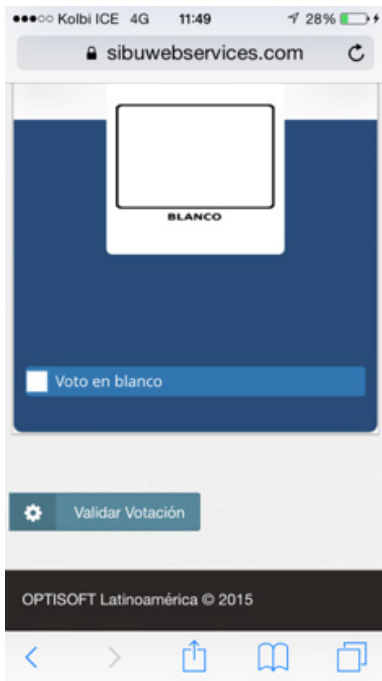 Kolbi ICE 4G 11:49 28%
sibuwebservices.com
BLANCO
Voto en blanco
Validar Votación
OPTISOFT Latinoamérica © 2015